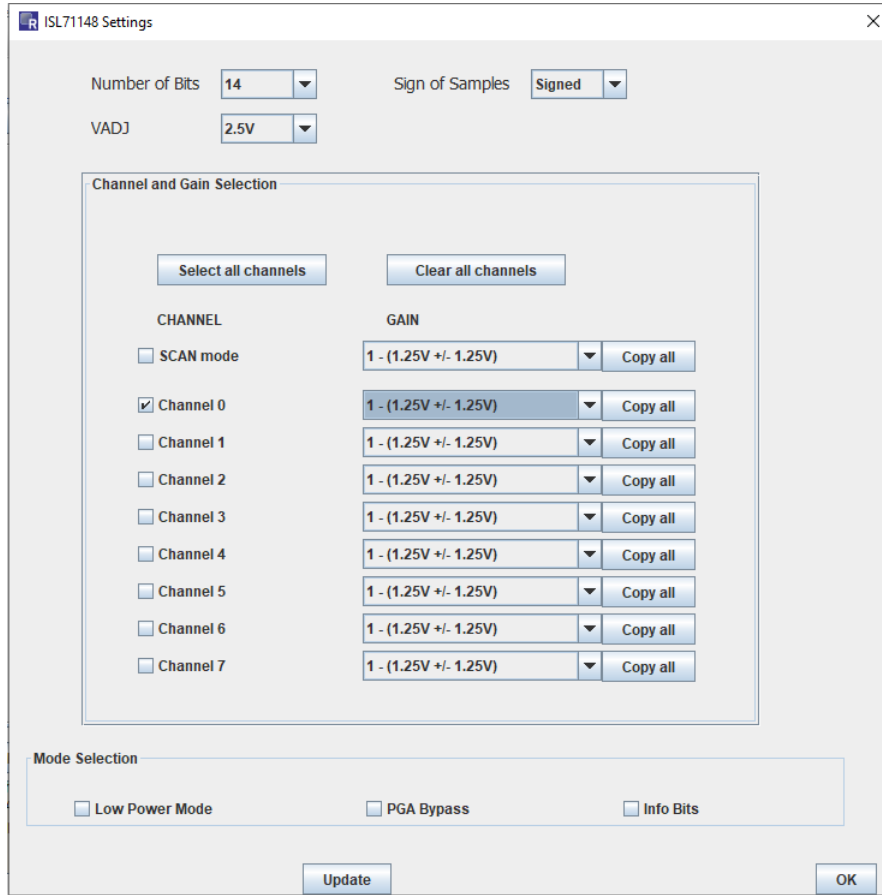 ISL71148 Settings
Number of Bits 14 Sign of Samples Signed
VADJ 2.5V
Channel and Gain Selection
Select all channels Clear all channels
CHANNEL GAIN
SCAN mode 1 - (1.25V +/- 1.25V) Copy all
Channel 0 1 - (1.25V +/- 1.25V) Copy all
Channel 1 1 - (1.25V +/- 1.25V) Copy all
Channel 2 1 - (1.25V +/- 1.25V) Copy all
Channel 3 1 - (1.25V +/- 1.25V) Copy all
Channel 4 1 - (1.25V +/- 1.25V) Copy all
Channel 5 1 - (1.25V +/- 1.25V) Copy all
Channel 6 1 - (1.25V +/- 1.25V) Copy all
Channel 7 1 - (1.25V +/- 1.25V) Copy all
Mode Selection
Low Power Mode PGA Bypass Info Bits
Update OK